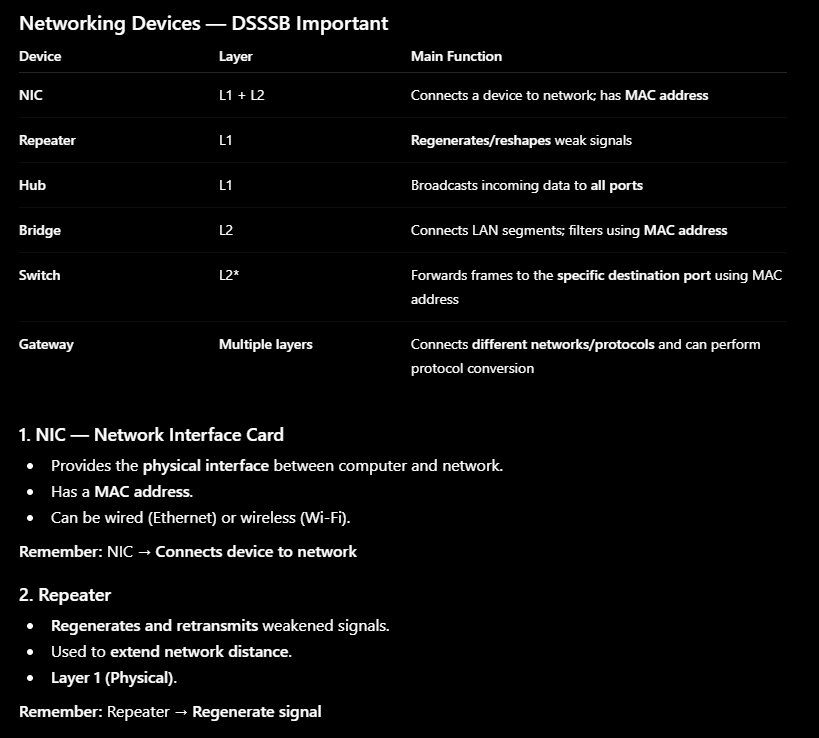 Networking Devices — DSSSB Important
Device Layer Main Function
NIC L1 + L2 Connects a device to network; has MAC address
Repeater L1 Regenerates/reshapes weak signals
Hub L1 Broadcasts incoming data to all ports
Bridge L2 Connects LAN segments; filters using MAC address
Switch L2* Forwards frames to the specific destination port using MAC
address
Gateway Multiple layers Connects different networks/protocols and can perform
protocol conversion
1. NIC — Network Interface Card
• Provides the physical interface between computer and network.
• Has a MAC address.
• Can be wired (Ethernet) or wireless (Wi-Fi).
Remember: NIC → Connects device to network
2. Repeater
• Regenerates and retransmits weakened signals.
• Used to extend network distance.
• Layer 1 (Physical).
Remember: Repeater → Regenerate signal